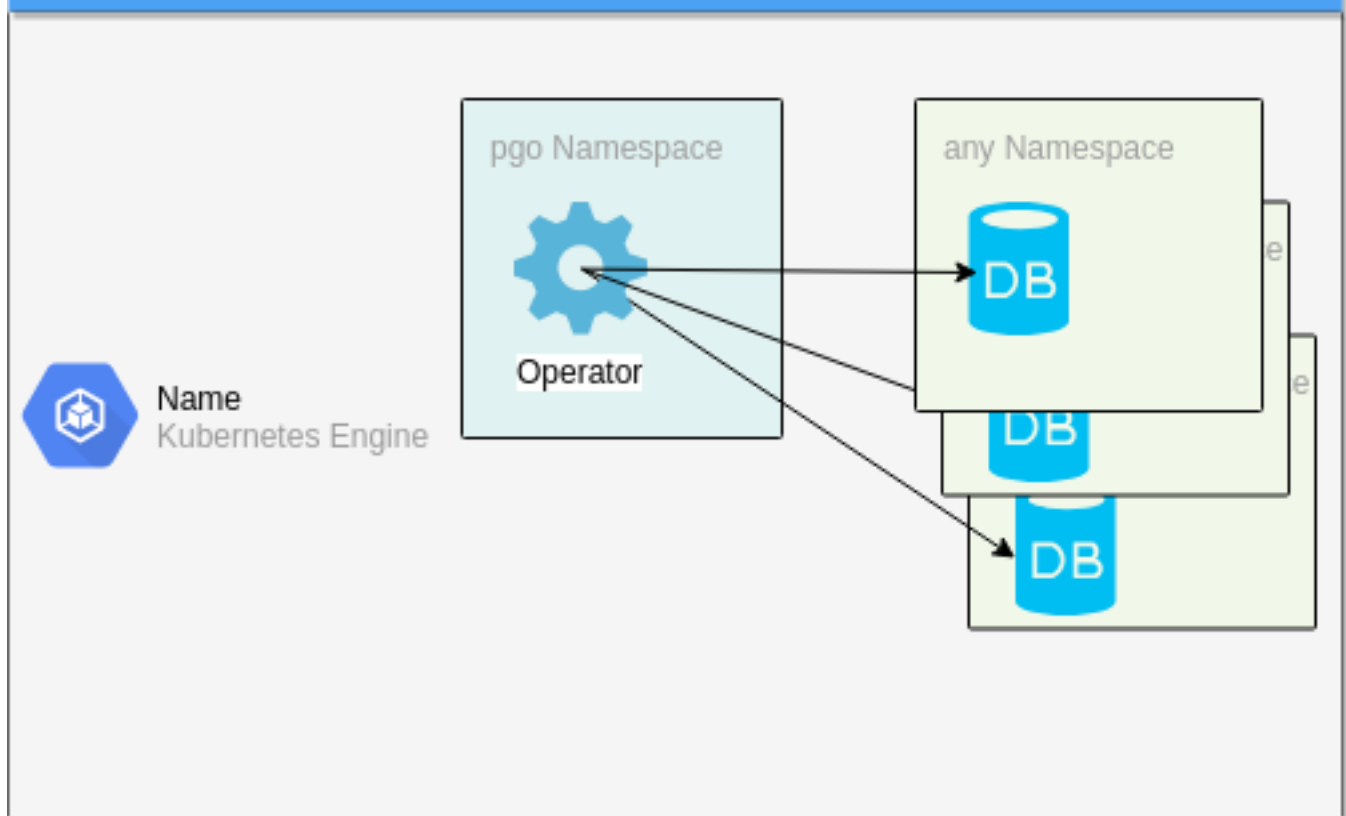 pgo Namespace
any Namespace
DB
e
Operator
e
Name
Kubernetes Engine
DB
DB